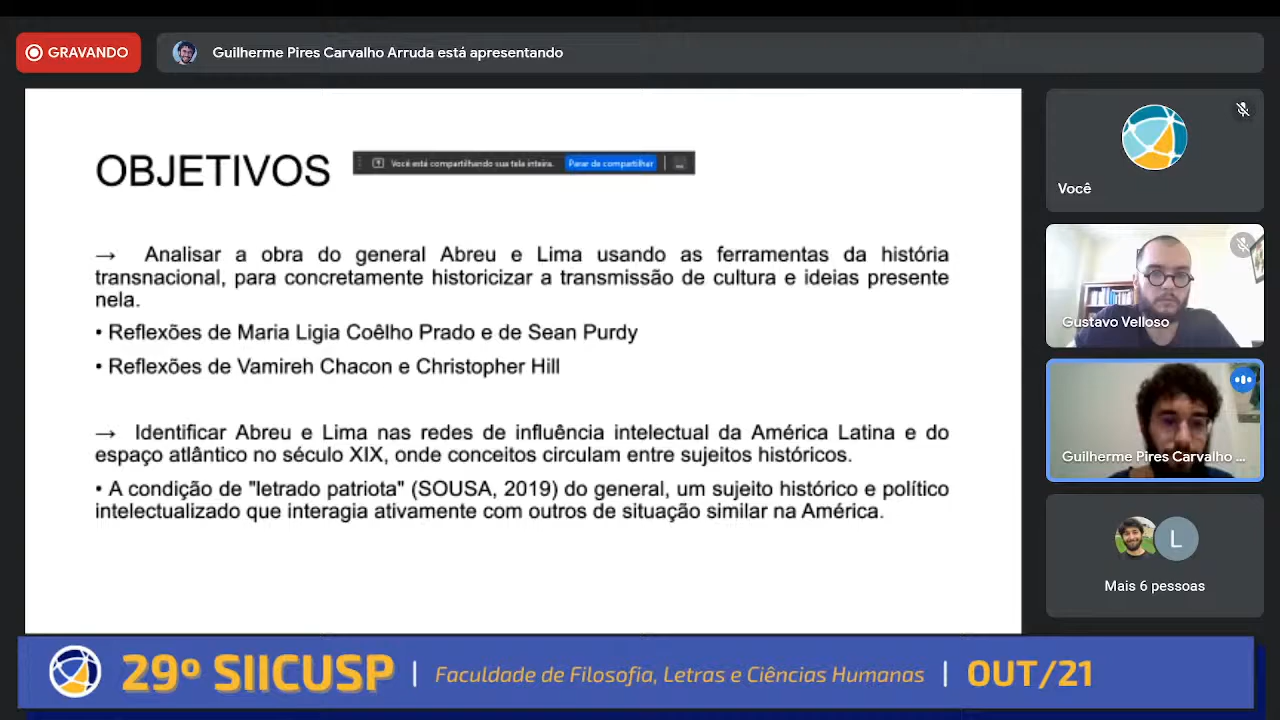 GRAVANDO
Guilherme Pires Carvalho Arruda está apresentando
OBJETIVOS
Você está compartilhando sua tela inteira.
Parar de compartilhar
→ Analisar a obra do general Abreu e Lima usando as ferramentas da história
transnacional, para concretamente historicizar a transmissão de cultura e ideias presente
nela.
• Reflexões de Maria Ligia Coêlho Prado e de Sean Purdy
• Reflexões de Vamireh Chacon e Christopher Hill
→ Identificar Abreu e Lima nas redes de influência intelectual da América Latina e do
espaço atlântico no século XIX, onde conceitos circulam entre sujeitos históricos.
• A condição de "letrado patriota" (SOUSA, 2019) do general, um sujeito histórico e político
intelectualizado que interagia ativamente com outros de situação similar na América.
Você
Gustavo Velloso
Guilherme Pires Carvalho ...
L
Mais 6 pessoas
29º SIICUSP | Faculdade de Filosofia, Letras e Ciências Humanas | OUT/21